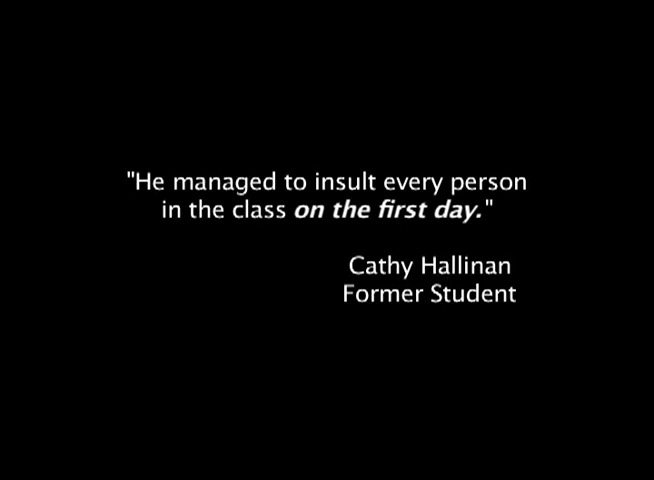 "He managed to insult every person
in the class on the first day."
Cathy Hallinan
Former Student